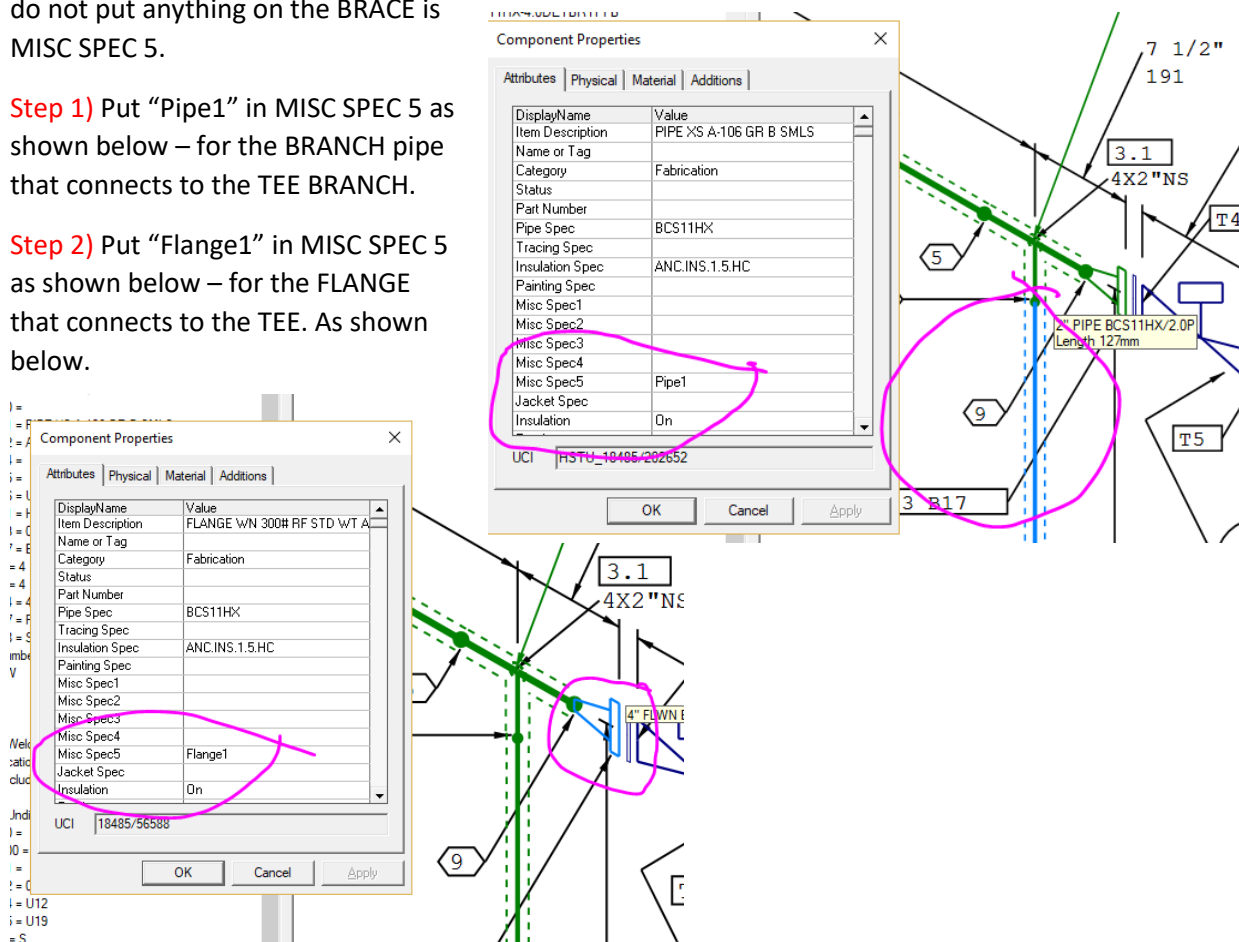 do not put anything on the BRACE is
MISC SPEC 5.
Step 1) Put “Pipe1” in MISC SPEC 5 as
shown below – for the BRANCH pipe
that connects to the TEE BRANCH.
Step 2) Put “Flange1” in MISC SPEC 5
as shown below – for the FLANGE
that connects to the TEE. As shown
below.
Component Properties
Attributes Physical Material Additions
DisplayName Value
Item Description PIPE XS A-106 GR B SMLS
Name or Tag
Category Fabrication
Status
Part Number
Pipe Spec BCS11HX
Tracing Spec
Insulation Spec ANC.INS.1.5.HC
Painting Spec
Misc Spec1
Misc Spec2
Misc Spec3
Misc Spec4
Misc Spec5 Pipe1
Jacket Spec
Insulation On
UCI HSTU_18485/282652
OK Cancel Apply
7 1/2"
191
3.1
4X2"NS
T4
5
2" PIPE BCS11HX/2.0P
Length 127mm
9
T5
3 B17
Component Properties
Attributes Physical Material Additions
DisplayName Value
Item Description FLANGE WN 300# RF STD WT A
Name or Tag
Category Fabrication
Status
Part Number
Pipe Spec BCS11HX
Tracing Spec
Insulation Spec ANC.INS.1.5.HC
Painting Spec
Misc Spec1
Misc Spec2
Misc Spec3
Misc Spec4
Misc Spec5 Flange1
Jacket Spec
Insulation On
UCI 18485/56588
OK Cancel Apply
= U12
= U19
= S
3.1
4X2"NS
4" FLWN
9